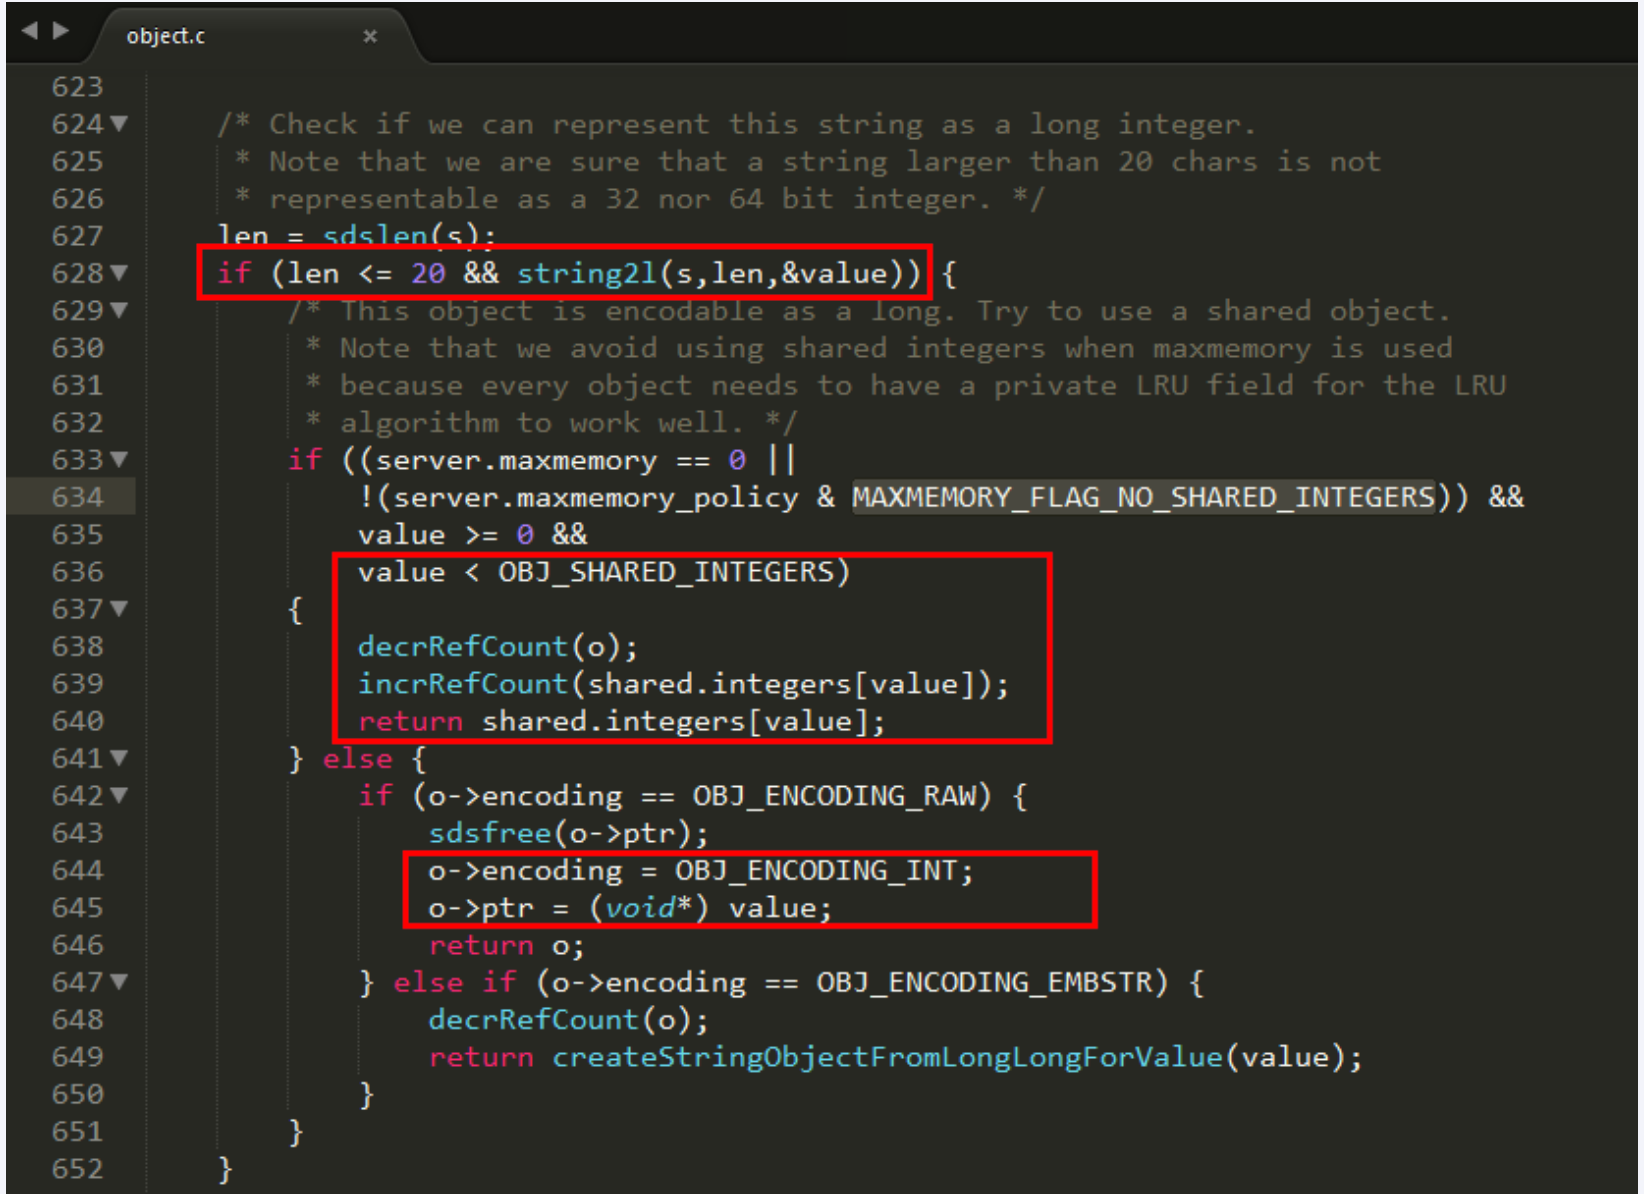 object.c
623
624 /* Check if we can represent this string as a long integer.
625 * Note that we are sure that a string larger than 20 chars is not
626 * representable as a 32 nor 64 bit integer. */
627 len = sdslen(s);
628 if (len <= 20 && string2l(s,len,&value)) {
629 /* This object is encodable as a long. Try to use a shared object.
630 * Note that we avoid using shared integers when maxmemory is used
631 * because every object needs to have a private LRU field for the LRU
632 * algorithm to work well. */
633 if ((server.maxmemory == 0 ||
634 !(server.maxmemory_policy & MAXMEMORY_FLAG_NO_SHARED_INTEGERS)) &&
635 value >= 0 &&
636 value < OBJ_SHARED_INTEGERS)
637 {
638 decrRefCount(o);
639 incrRefCount(shared.integers[value]);
640 return shared.integers[value];
641 } else {
642 if (o->encoding == OBJ_ENCODING_RAW) {
643 sdsfree(o->ptr);
644 o->encoding = OBJ_ENCODING_INT;
645 o->ptr = (void*) value;
646 return o;
647 } else if (o->encoding == OBJ_ENCODING_EMBSTR) {
648 decrRefCount(o);
649 return createStringObjectFromLongLongForValue(value);
650 }
651 }
652 }